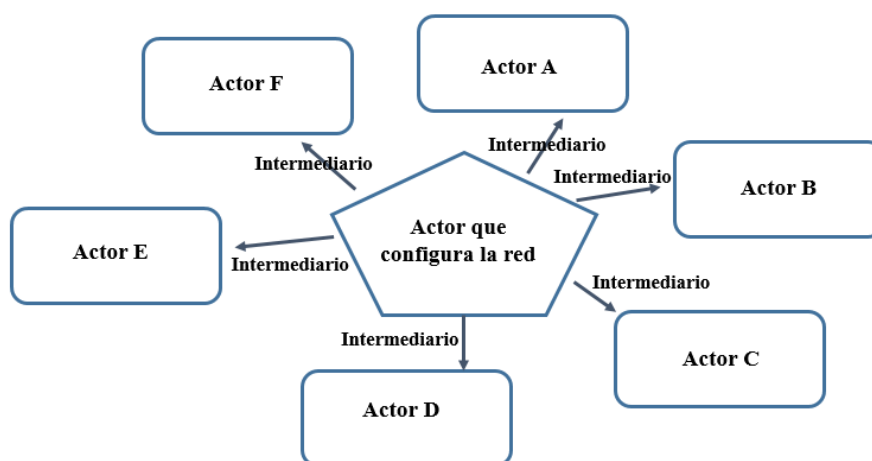 Actor A
Actor F
Intermediario
Intermediario
Intermediario
Actor B
Actor que
configura la red
Actor E
Intermediario
Intermediario
Intermediario
Actor C
Actor D